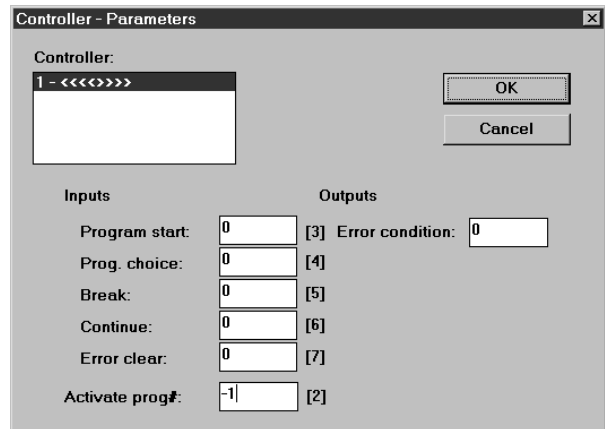 Controller - Parameters
Controller:
1 - <<<<>>>>
OK
Cancel
Inputs
Outputs
Program start: 0 [3] Error condition: 0
Prog. choice: 0 [4]
Break: 0 [5]
Continue: 0 [6]
Error clear: 0 [7]
Activate prog#: -1 [2]